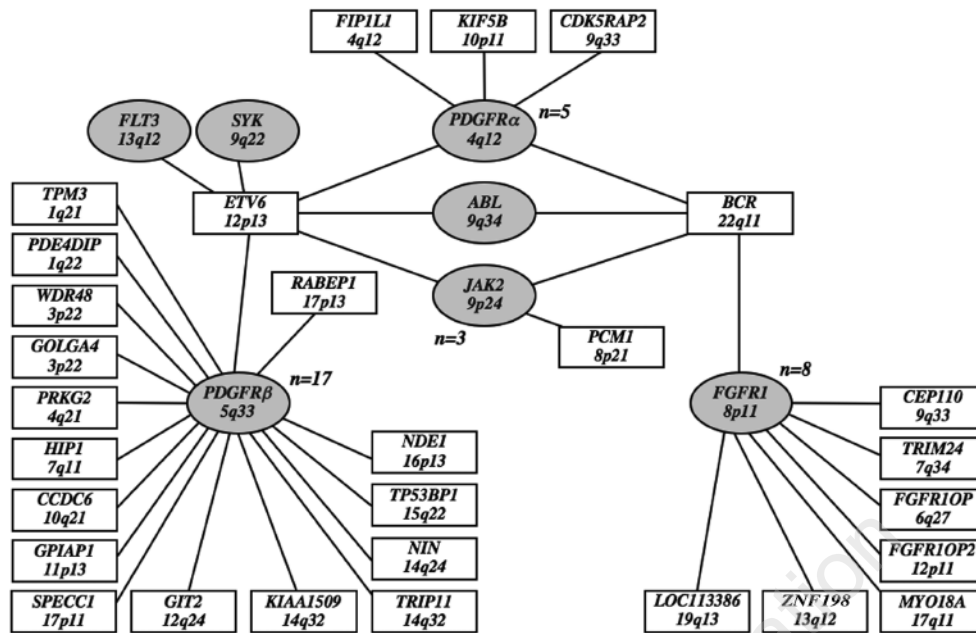 FIP1L1
4q12
KIF5B
10p11
CDK5RAP2
9q33
FLT3
13q12
SYK
9q22
PDGFRα
4q12
n=5
TPM3
1q21
ETV6
12p13
ABL
9q34
BCR
22q11
PDE4DIP
1q22
WDR48
3p22
RABEP1
17p13
JAK2
9p24
n=3
PCM1
8p21
GOLGA4
3p22
PRKG2
4q21
PDGFRβ
5q33
n=17
FGFR1
8p11
n=8
CEP110
9q33
HIP1
7q11
NDE1
16p13
TRIM24
7q34
CCDC6
10q21
TP53BP1
15q22
FGFR1OP
6q27
GPIAP1
11p13
NIN
14q24
FGFR1OP2
12p11
SPECC1
17p11
GIT2
12q24
KIAA1509
14q32
TRIP11
14q32
LOC113386
19q13
ZNF198
13q12
MYO18A
17q11